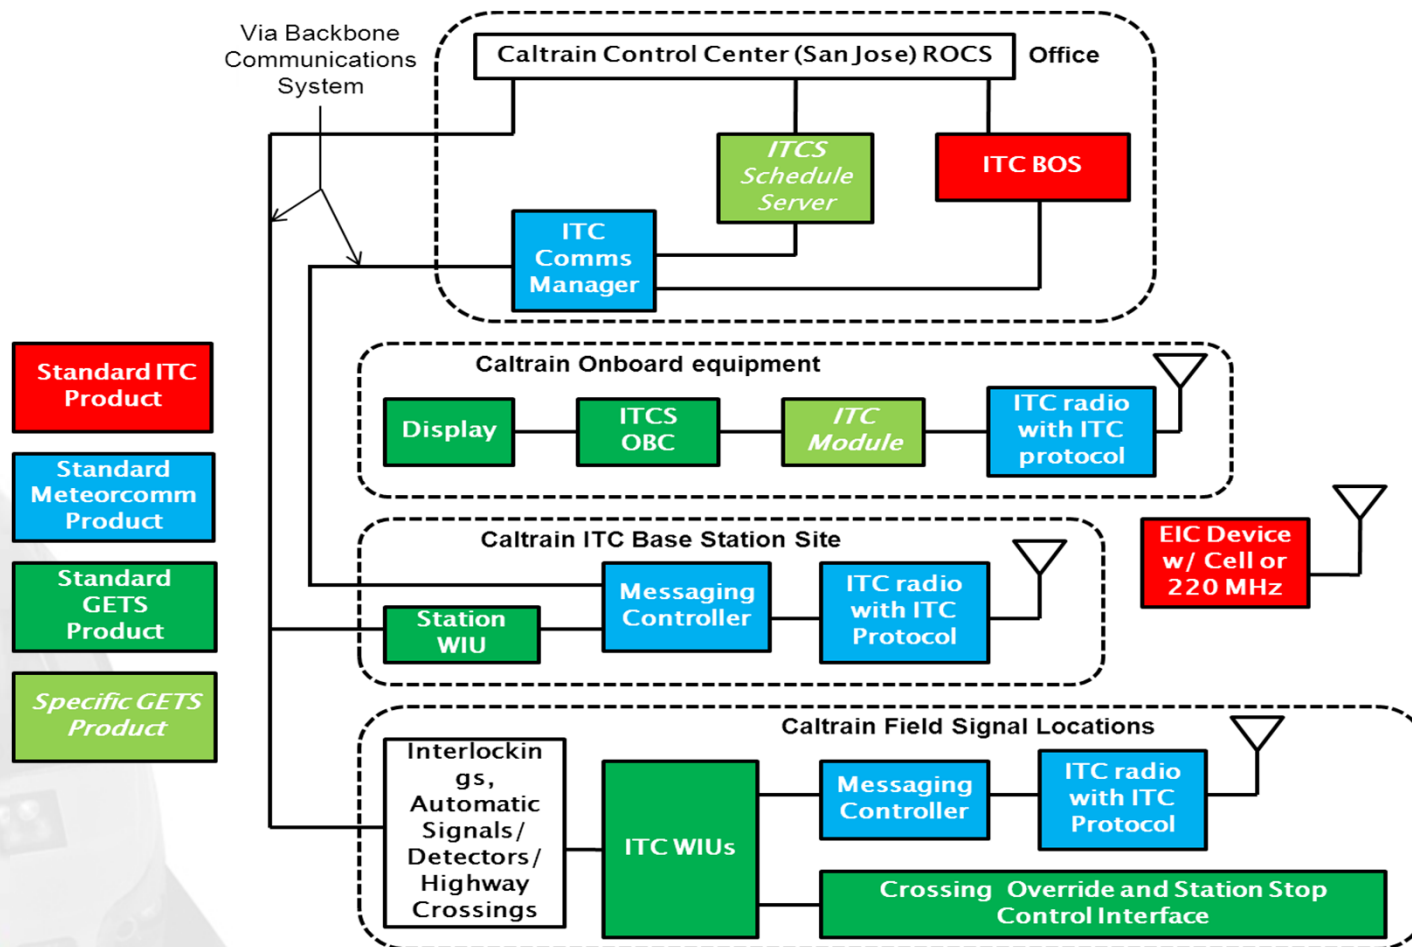 Via Backbone
Communications
System
Caltrain Control Center (San Jose) ROCS
Office
ITCS
Schedule
Server
ITC BOS
ITC
Comms
Manager
Standard ITC
Product
Standard
Meteorcomm
Product
Standard
GETS
Product
Specific GETS
Product
Caltrain Onboard equipment
Display
ITCS
OBC
ITC
Module
ITC radio
with ITC
protocol
Caltrain ITC Base Station Site
Station
WIU
Messaging
Controller
ITC radio
with ITC
Protocol
EIC Device
w/ Cell or
220 MHz
Caltrain Field Signal Locations
Interlockin
gs,
Automatic
Signals/
Detectors/
Highway
Crossings
ITC WIUs
Messaging
Controller
ITC radio
with ITC
Protocol
Crossing Override and Station Stop
Control Interface